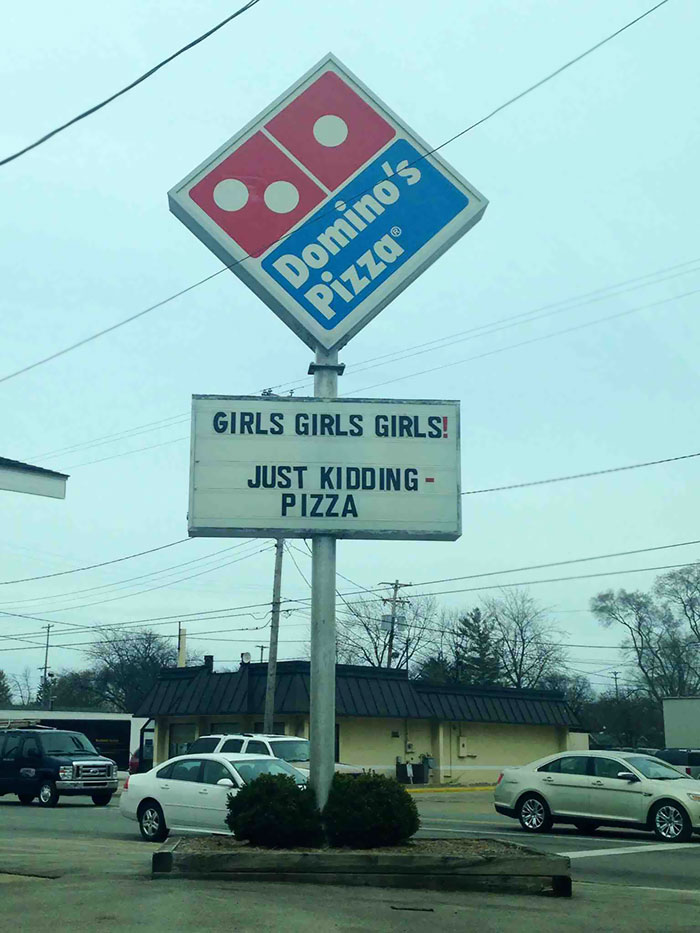 Domino's
Pizza®
GIRLS GIRLS GIRLS!
JUST KIDDING-
PIZZA